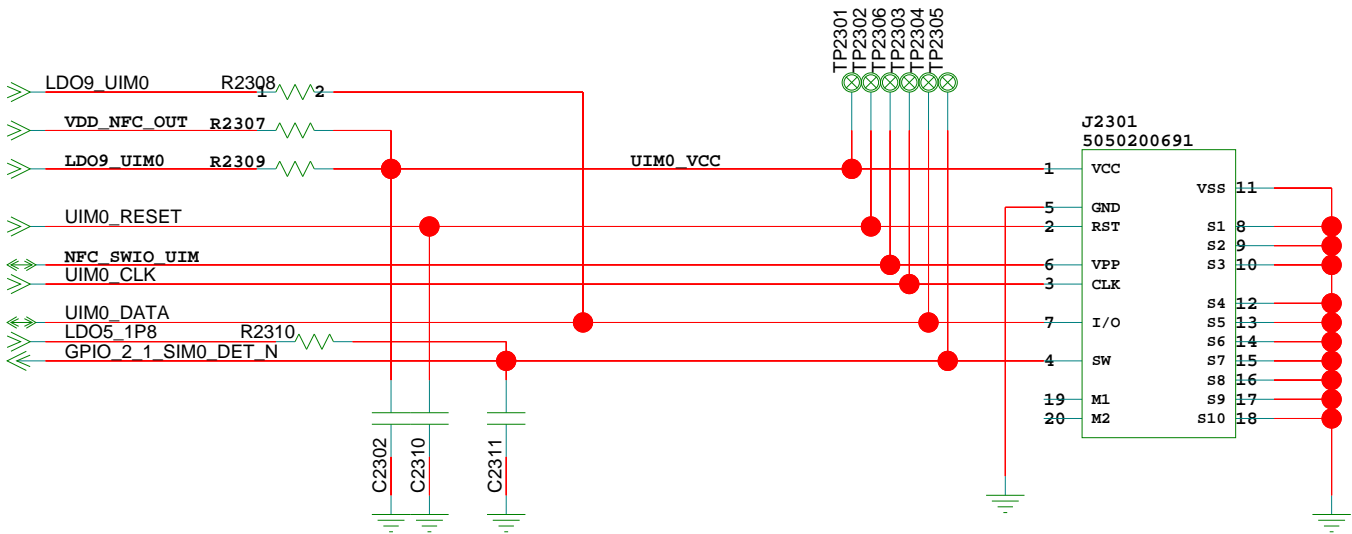 TP2301
TP2302
TP2306
TP2303
TP2304
TP2305
LDO9_UIM0 R2308 1 2
VDD_NFC_OUT R2307
LDO9_UIM0 R2309 UIM0_VCC
UIM0_RESET
NFC_SWIO_UIM
UIM0_CLK
UIM0_DATA
LDO5_1P8 R2310
GPIO_2_1_SIM0_DET_N
C2302
C2310
C2311
J2301
5050200691
1 VCC
VSS 11
5 GND
2 RST S1 8
S2 9
6 VPP S3 10
3 CLK
S4 12
7 I/O S5 13
S6 14
4 SW S7 15
S8 16
19 M1 S9 17
20 M2 S10 18